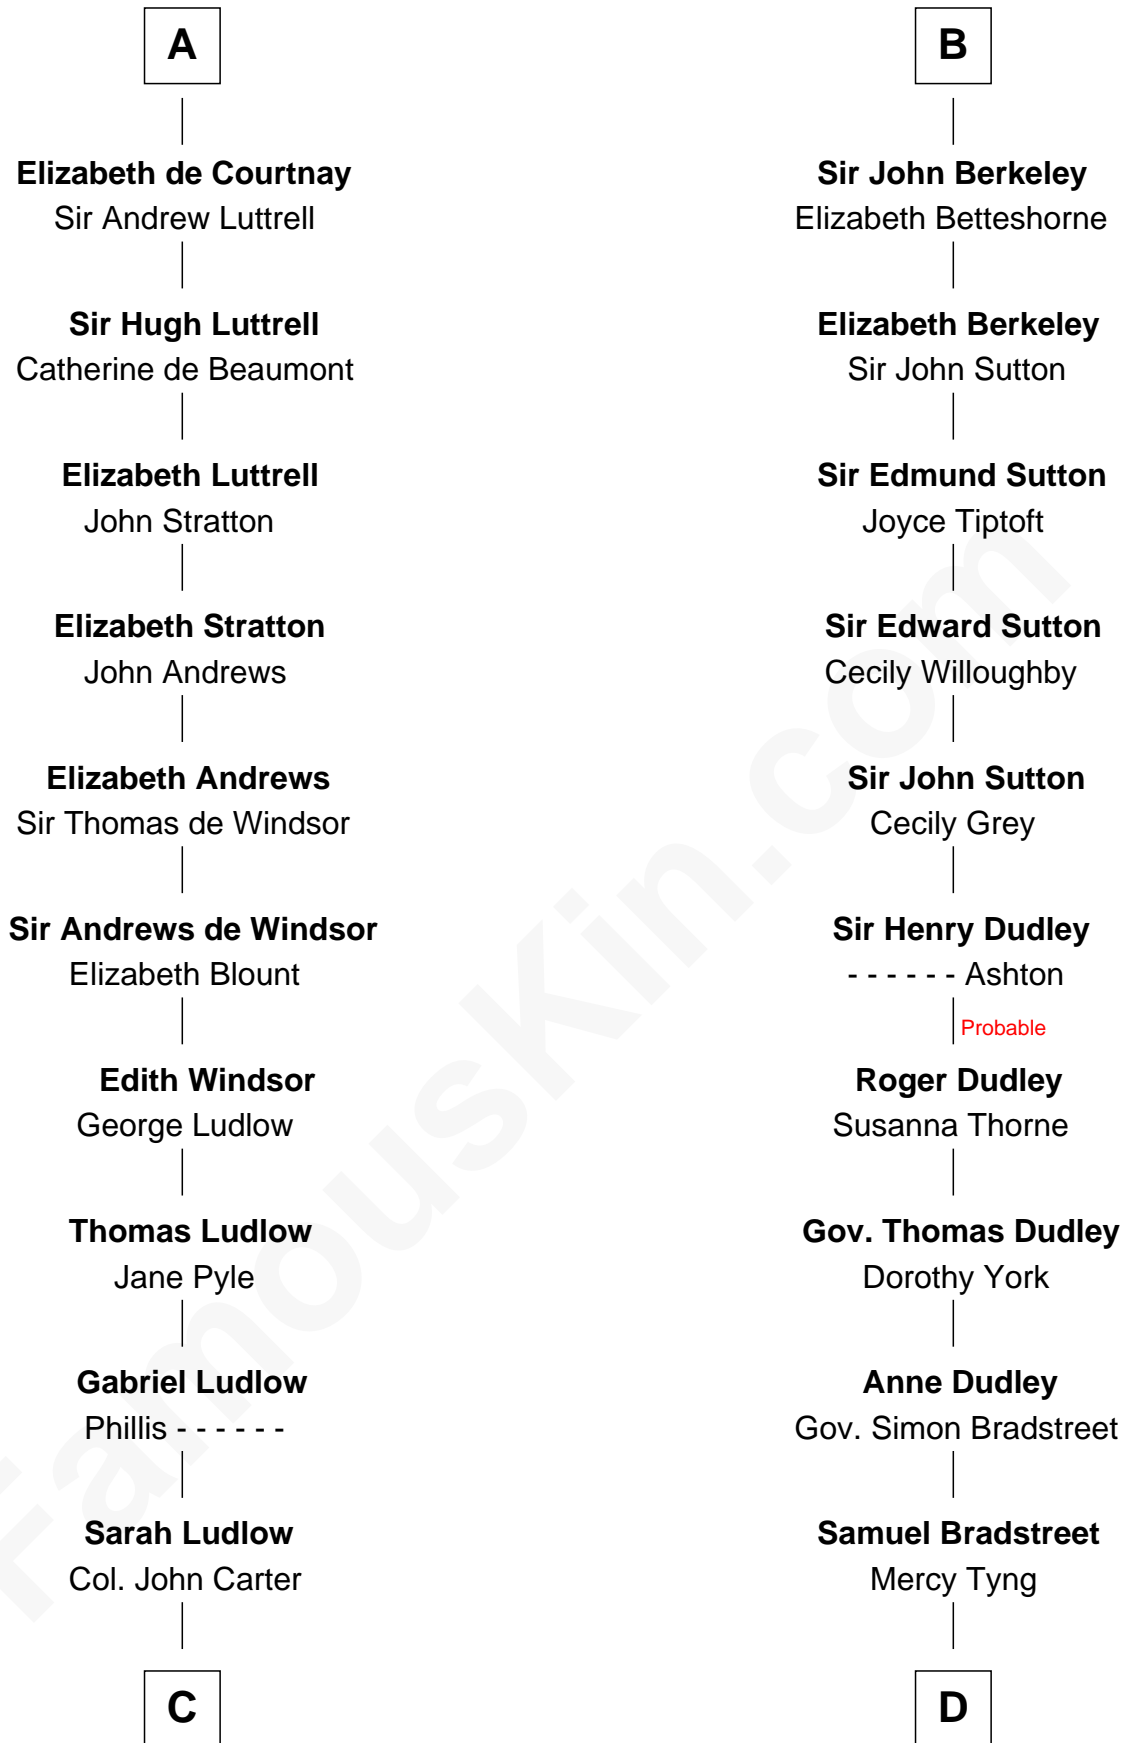 A
Elizabeth de Courtnay
Sir Andrew Luttrell
Sir Hugh Luttrell
Catherine de Beaumont
Elizabeth Luttrell
John Stratton
Elizabeth Stratton
John Andrews
Elizabeth Andrews
Sir Thomas de Windsor
Sir Andrews de Windsor
Elizabeth Blount
Edith Windsor
George Ludlow
Thomas Ludlow
Jane Pyle
Gabriel Ludlow
Phillis - - - - - -
Sarah Ludlow
Col. John Carter
C
B
Sir John Berkeley
Elizabeth Betteshorne
Elizabeth Berkeley
Sir John Sutton
Sir Edmund Sutton
Joyce Tiptoft
Sir Edward Sutton
Cecily Willoughby
Sir John Sutton
Cecily Grey
Sir Henry Dudley
- - - - - - Ashton
Probable
Roger Dudley
Susanna Thorne
Gov. Thomas Dudley
Dorothy York
Anne Dudley
Gov. Simon Bradstreet
Samuel Bradstreet
Mercy Tyng
D
FamousKin.com